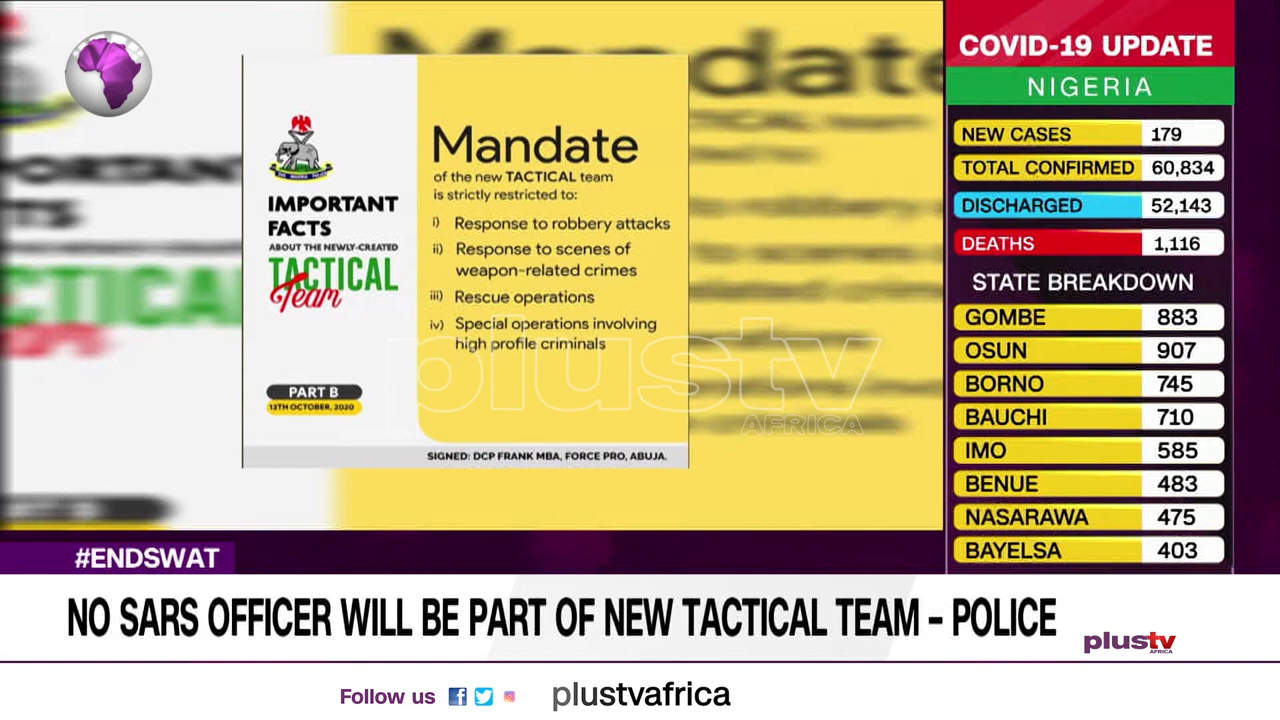 Mandate
of the new TACTICAL team
is strictly restricted to:
i) Response to robbery attacks
ii) Response to scenes of
weapon-related crimes
iii) Rescue operations
iv) Special operations involving
high profile criminals
IMPORTANT
FACTS
ABOUT THE NEWLY-CREATED
TACTICAL
Team
PART B
13TH OCTOBER, 2020
SIGNED: DCP FRANK MBA, FORCE PRO, ABUJA.
plustv
AFRICA
COVID-19 UPDATE
NIGERIA
NEW CASES 179
TOTAL CONFIRMED 60,834
DISCHARGED 52,143
DEATHS 1,116
STATE BREAKDOWN
GOMBE 883
OSUN 907
BORNO 745
BAUCHI 710
IMO 585
BENUE 483
NASARAWA 475
BAYELSA 403
#ENDSWAT
NO SARS OFFICER WILL BE PART OF NEW TACTICAL TEAM – POLICE
plustv
AFRICA
Follow us plustvafrica